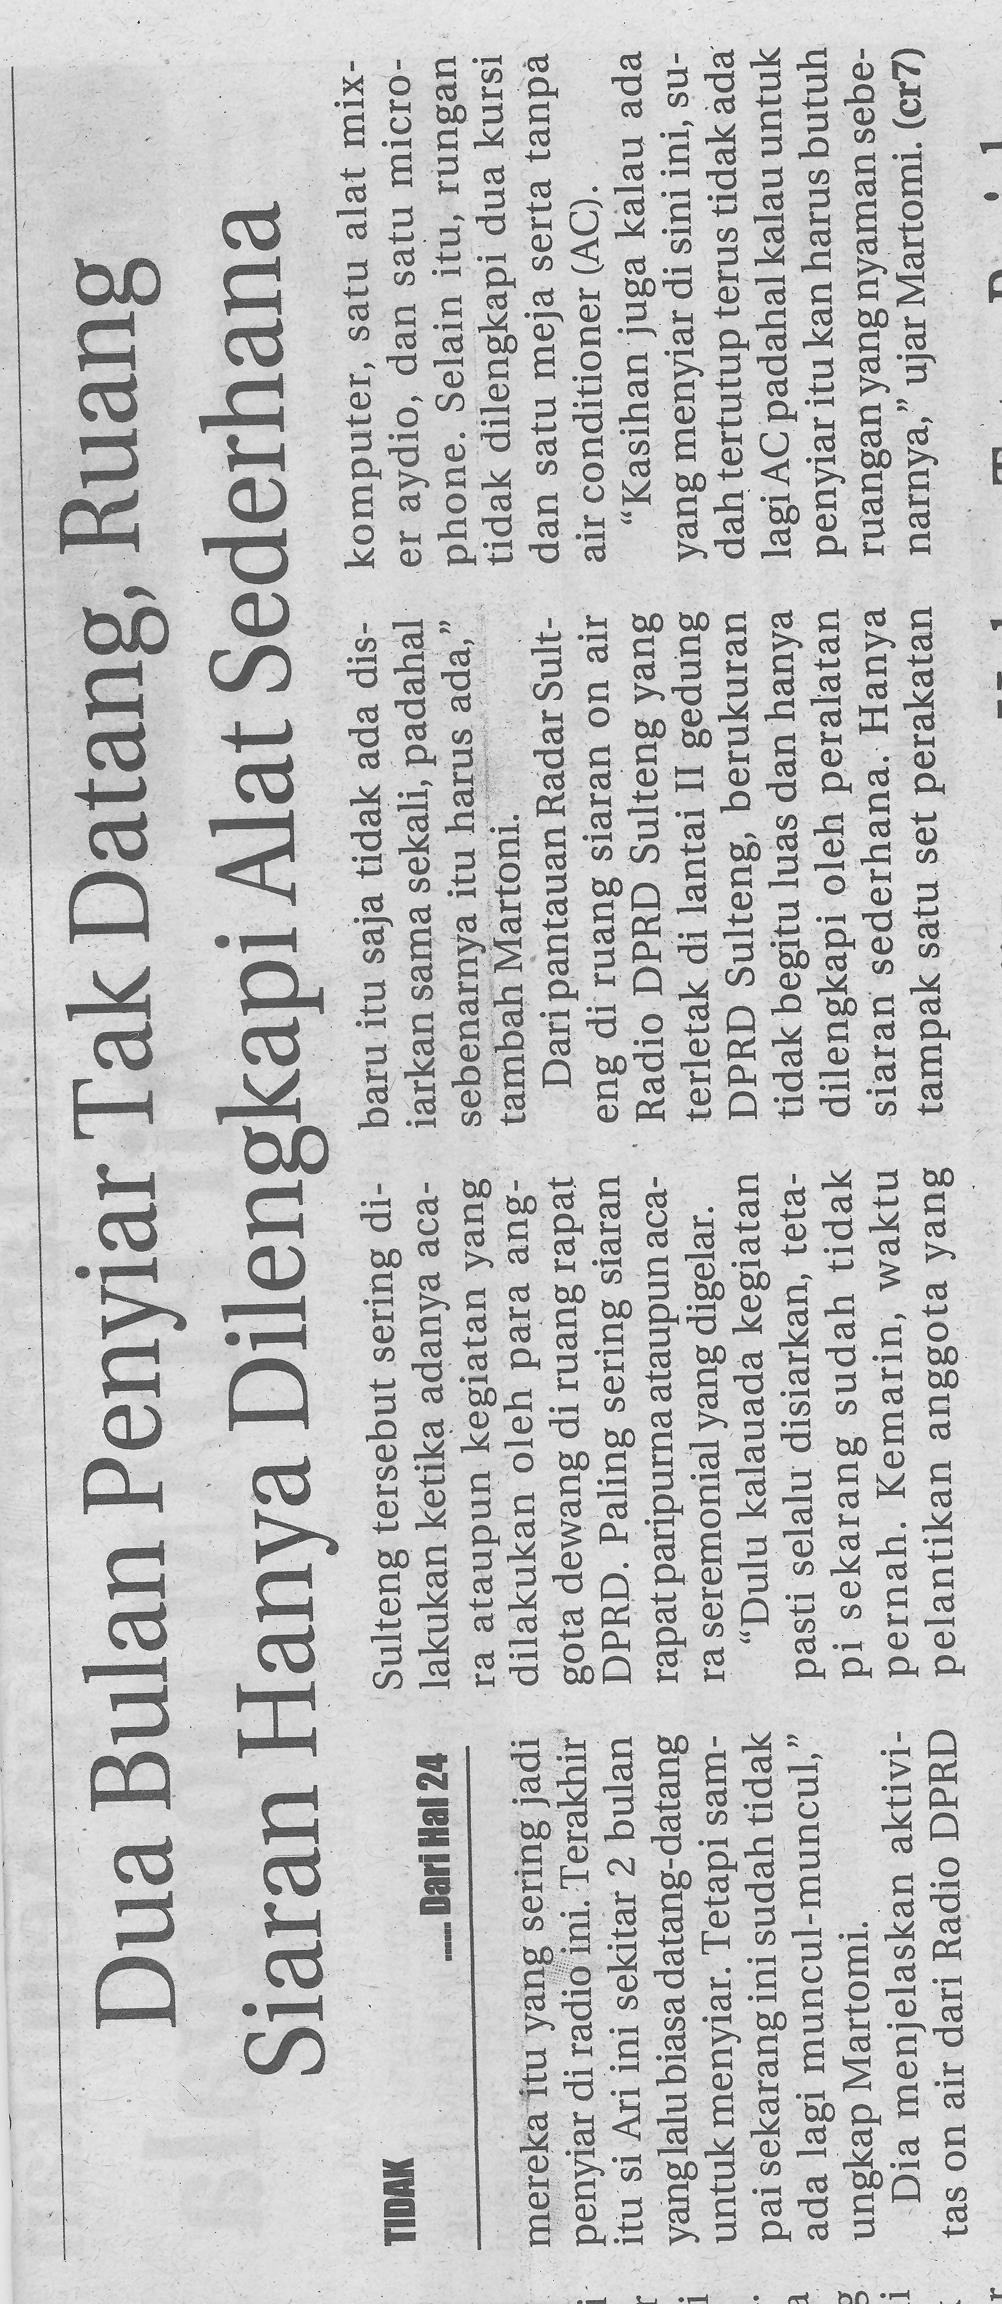 Dua Bulan Penyiar Tak Datang, Ruang
Siaran Hanya Dilengkapi Alat Sederhana
TIDAK
...... Dari Hal 24
mereka itu yang sering jadi
penyiar di radio ini. Terakhir
itu si Ari ini sekitar 2 bulan
yang lalu biasa datang-datang
untuk menyiar. Tetapi sam-
pai sekarang ini sudah tidak
ada lagi muncul-muncul,”
ungkap Martomi.
Dia menjelaskan aktivi-
tas on air dari Radio DPRD
Sulteng tersebut sering di-
lakukan ketika adanya aca-
ra ataupun kegiatan yang
dilakukan oleh para ang-
gota dewang di ruang rapat
DPRD. Paling sering siaran
rapat paripurna ataupun aca-
ra seremonial yang digelar.
“Dulu kalauada kegiatan
pasti selalu disiarkan, teta-
pi sekarang sudah tidak
pernah. Kemarin, waktu
pelantikan anggota yang
baru itu saja tidak ada dis-
iarkan sama sekali, padahal
sebenarnya itu harus ada,”
tambah Martoni.
Dari pantauan Radar Sult-
eng di ruang siaran on air
Radio DPRD Sulteng yang
terletak di lantai II gedung
DPRD Sulteng, berukuran
tidak begitu luas dan hanya
dilengkapi oleh peralatan
siaran sederhana. Hanya
tampak satu set perakatan
komputer, satu alat mix-
er aydio, dan satu micro-
phone. Selain itu, rungan
tidak dilengkapi dua kursi
dan satu meja serta tanpa
air conditioner (AC).
“Kasihan juga kalau ada
yang menyiar di sini ini, su-
dah tertutup terus tidak ada
lagi AC padahal kalau untuk
penyiar itu kan harus butuh
ruangan yang nyaman sebe-
narnya,” ujar Martomi. (cr7)